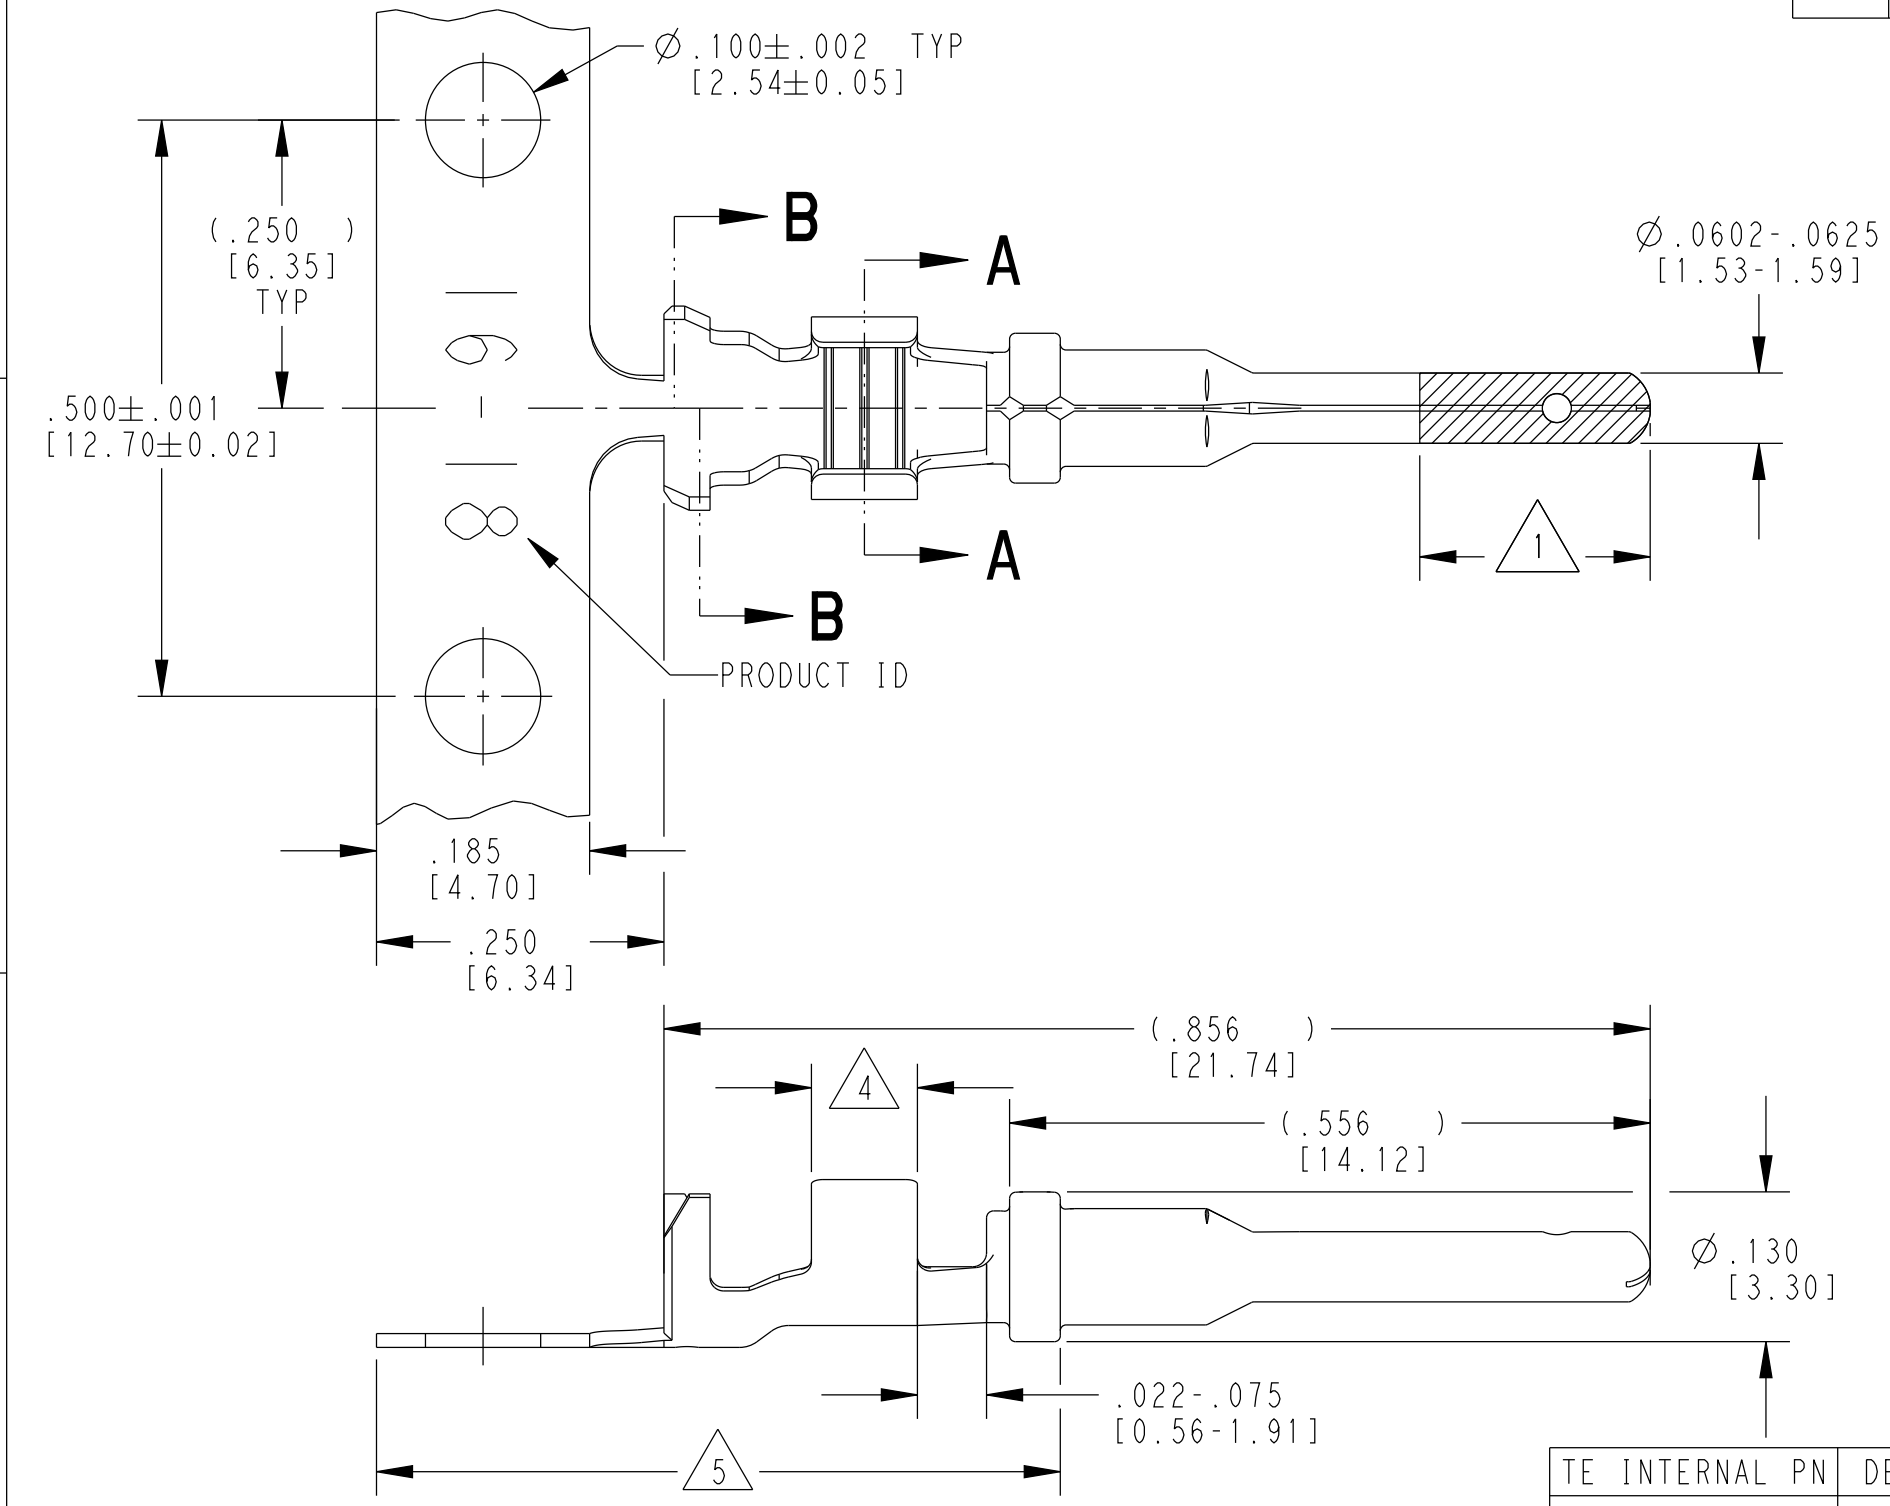 Ø.100±.002 TYP
[2.54±0.05]
(.250 )
[6.35]
TYP
B
A
Ø.0602-.0625
[1.53-1.59]
.500±.001
[12.70±0.02]
| 9 | | 8
A
1
B
PRODUCT ID
.185
[4.70]
.250
[6.34]
(.856 )
[21.74]
4
(.556 )
[14.12]
Ø.130
[3.30]
.022-.075
[0.56-1.91]
5
TE INTERNAL PN